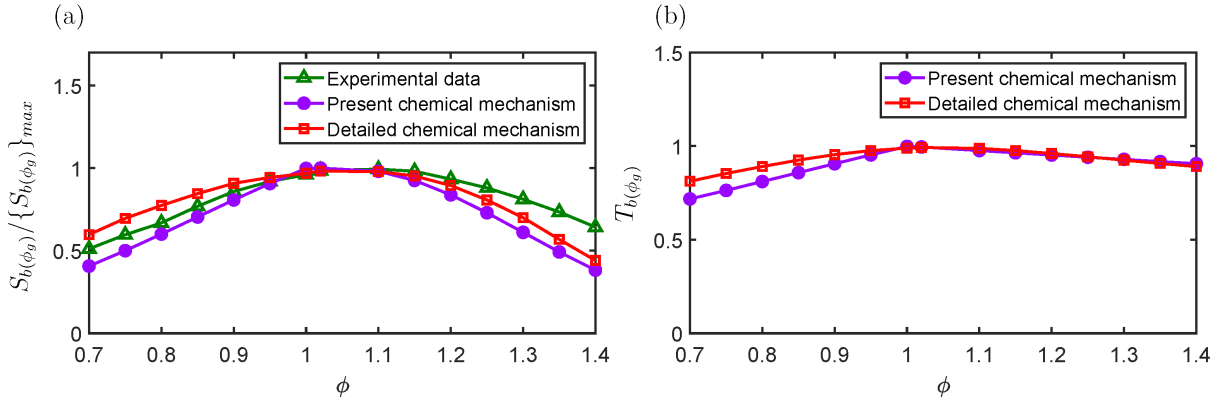 (a)
1.5
1
0.5
0
0.7 0.8 0.9 1 1.1 1.2 1.3 1.4
ϕ
S_{b(ϕ_g)}/{S_{b(ϕ_g)}}_{max}
Experimental data
Present chemical mechanism
Detailed chemical mechanism
(b)
1.5
1
0.5
0
0.7 0.8 0.9 1 1.1 1.2 1.3 1.4
ϕ
T_{b(ϕ_g)}
Present chemical mechanism
Detailed chemical mechanism